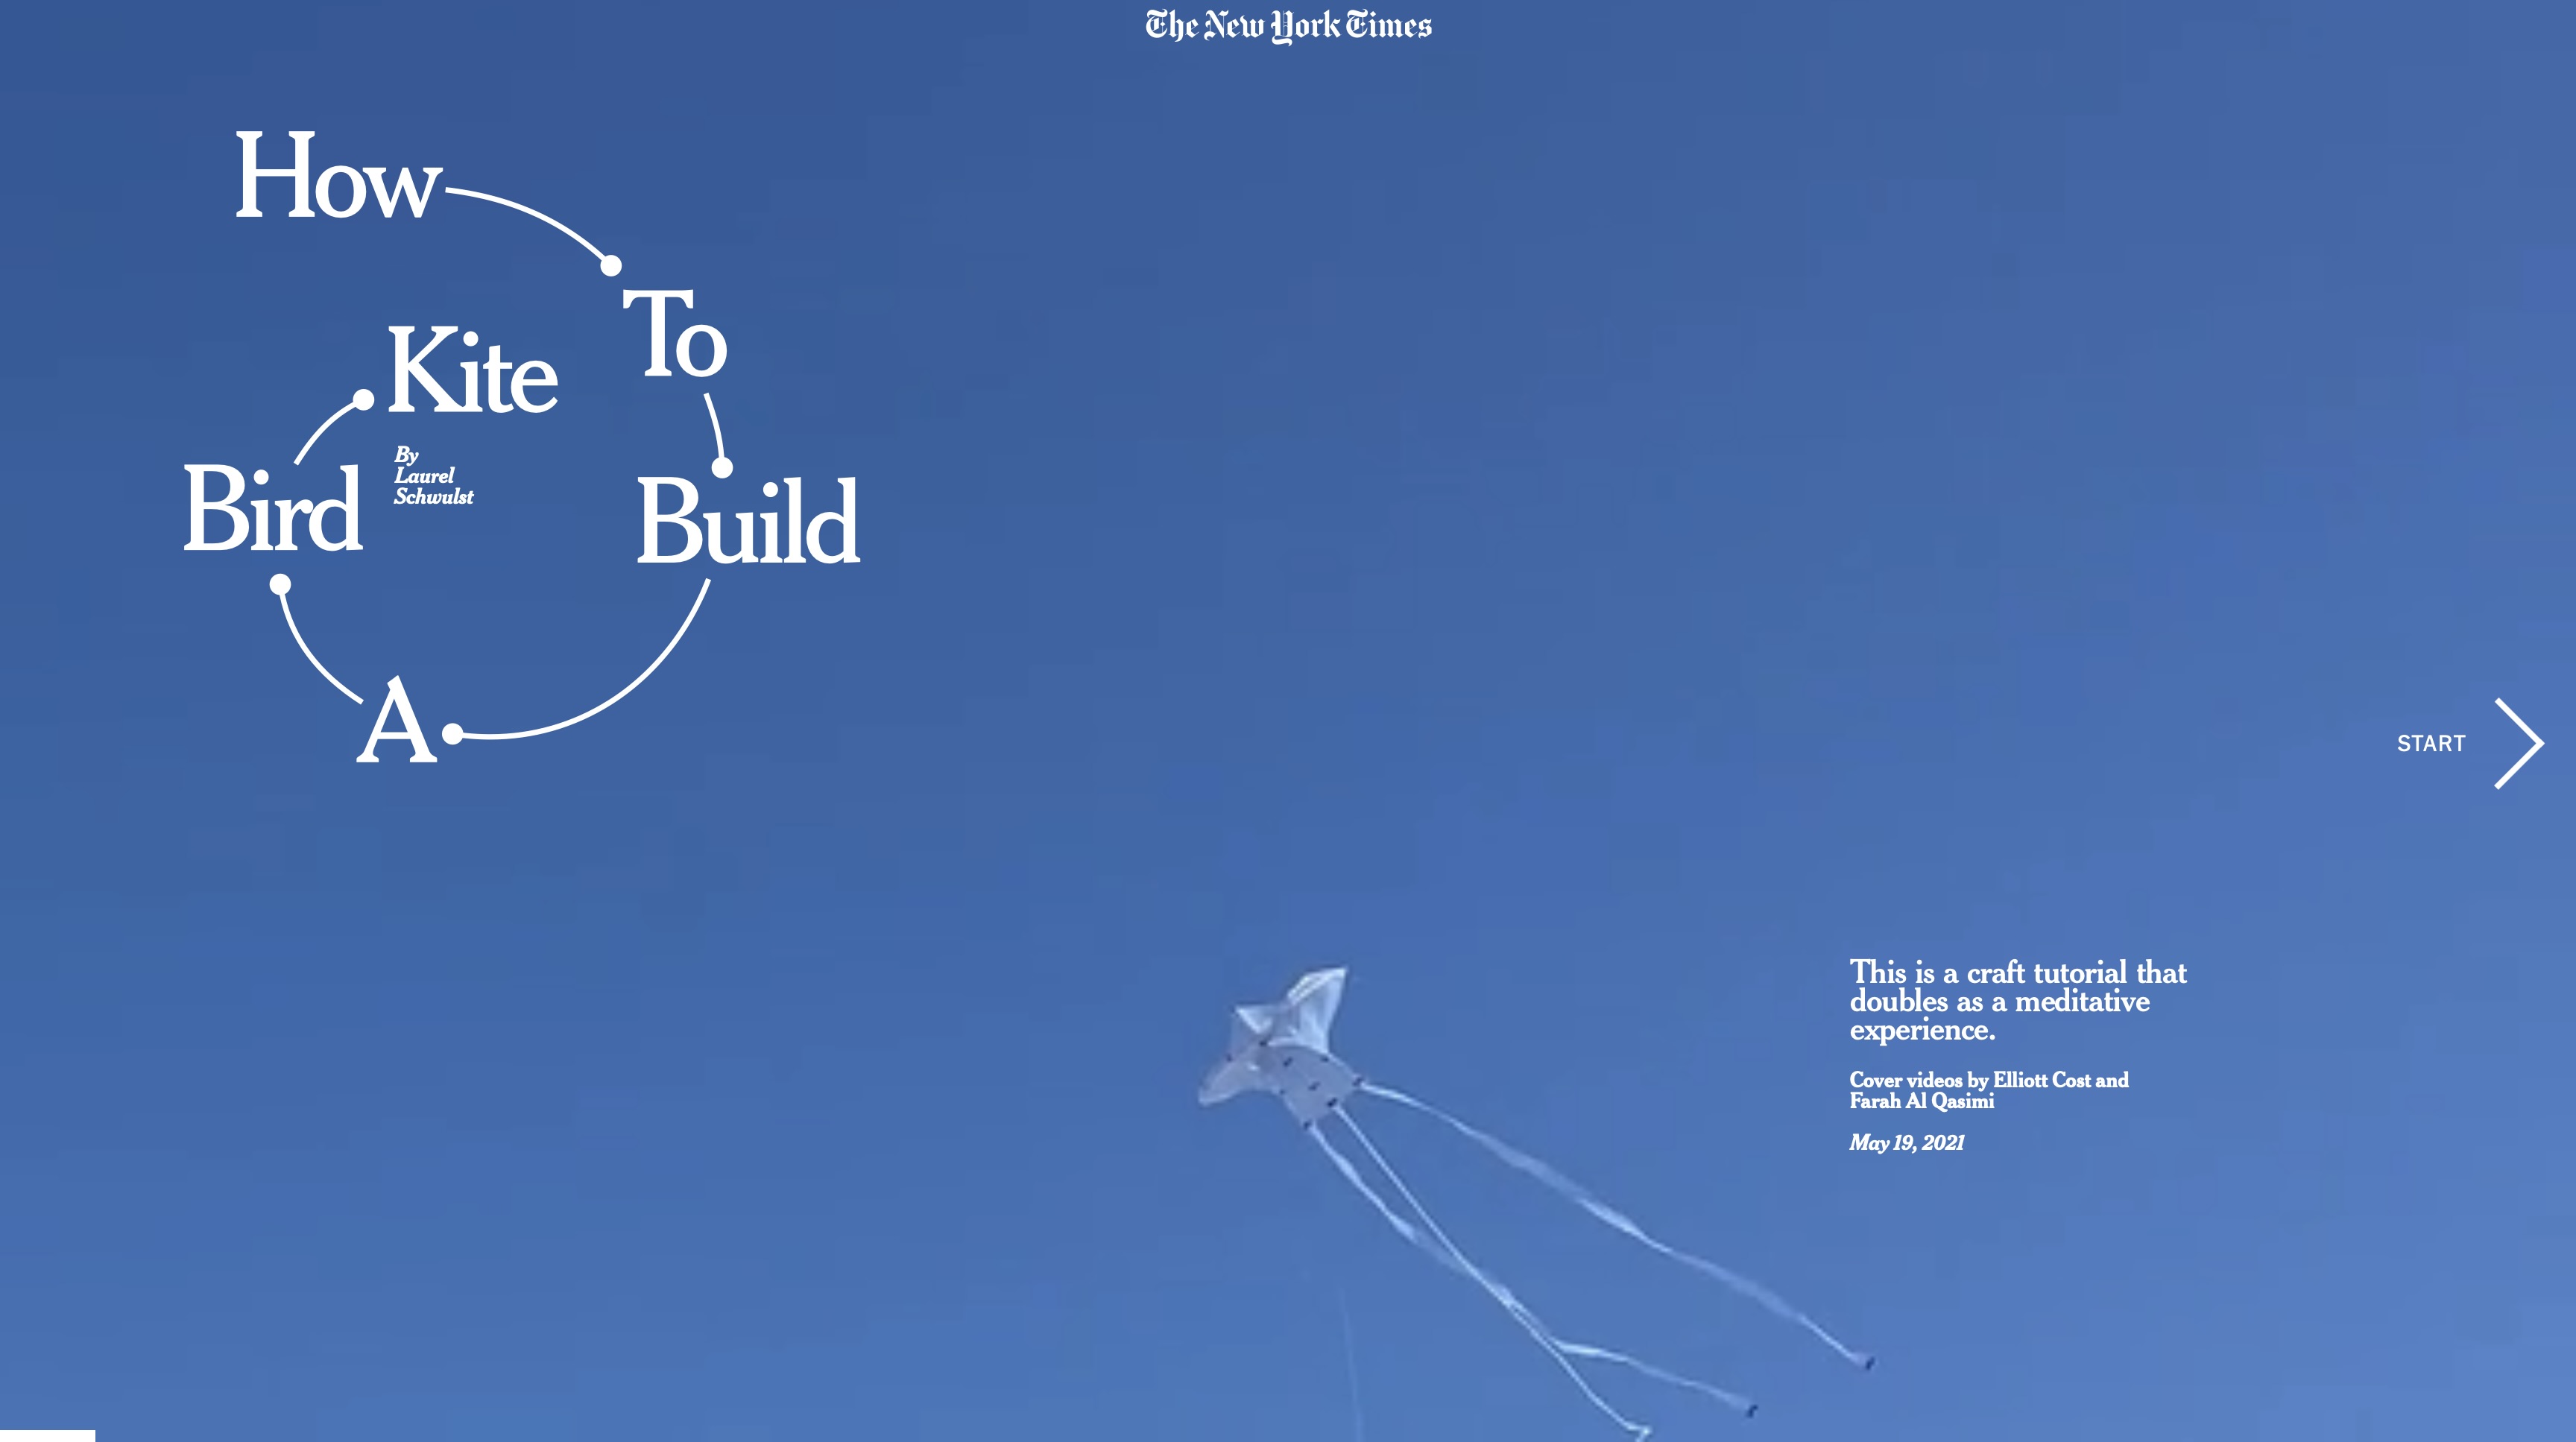 The New York Times
How
To
Build
A
Bird
Kite
By
Laurel
Schwulst
START
This is a craft tutorial that
doubles as a meditative
experience.
Cover videos by Elliott Cost and
Farah Al Qasimi
May 19, 2021